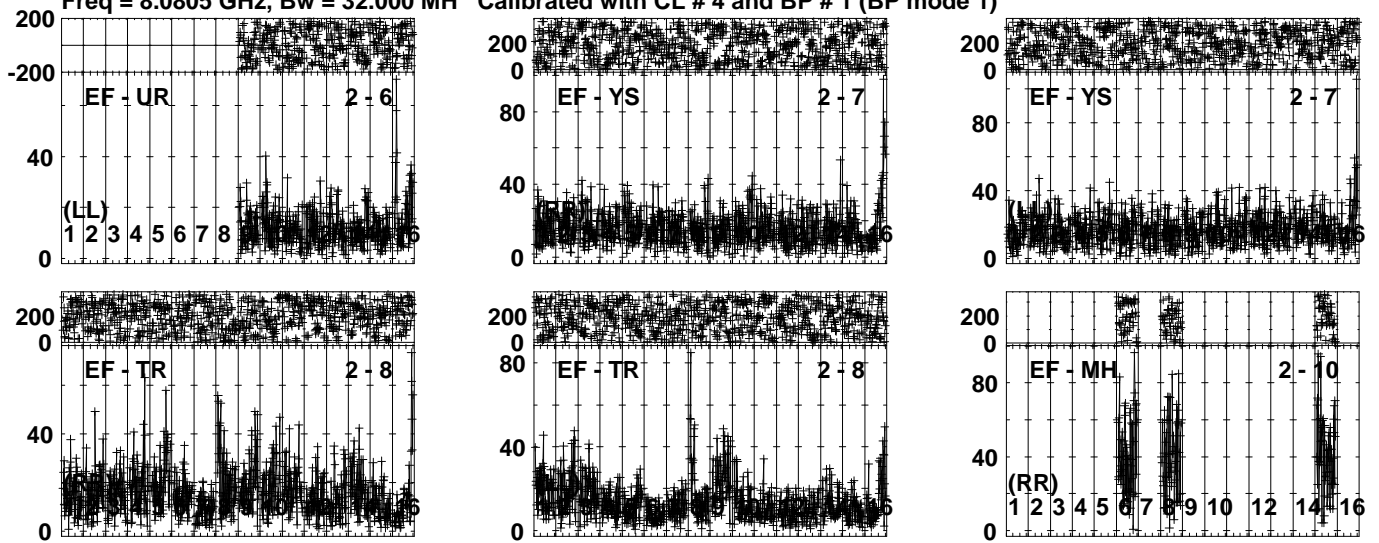 Freq = 8.0805 GHz, Bw = 32.000 MH Calibrated with CL # 4 and BP # 1 (BP mode 1)
200
-200
EF - UR 2 - 6
40
0
(LL)
1 2 3 4 5 6 7 8
200
0
EF - YS 2 - 7
80
40
0
(RR)
16
200
0
EF - YS 2 - 7
80
40
0
16
200
0
EF - TR 2 - 8
40
0
200
0
EF - TR 2 - 8
80
40
0
200
0
EF - MH 2 - 10
80
40
0
(RR)
1 2 3 4 5 6 7 8 9 10 12 14 16